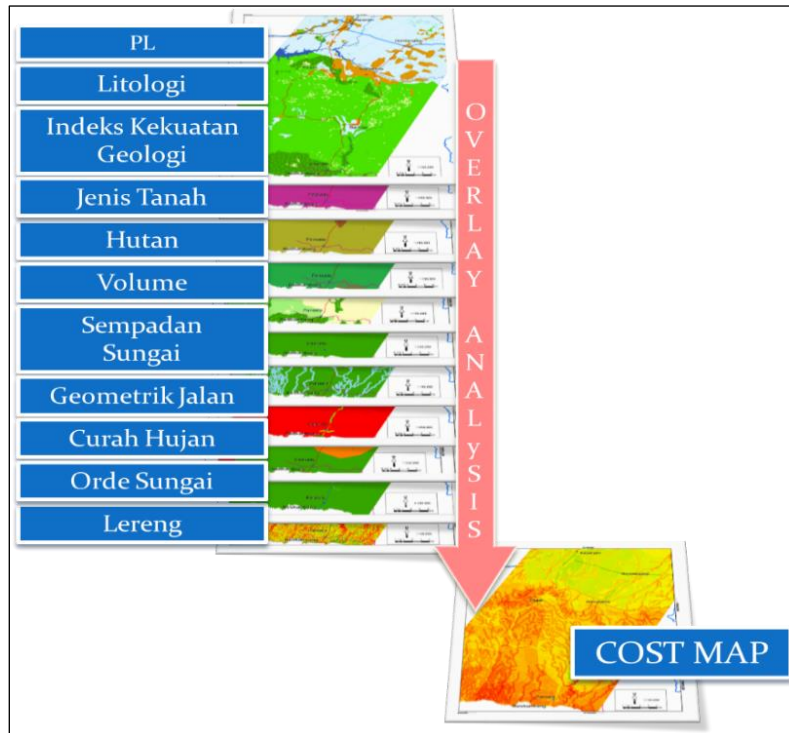 PL
Litologi
Indeks Kekuatan
Geologi
Jenis Tanah
Hutan
Volume
Sempadan
Sungai
Geometrik Jalan
Curah Hujan
Orde Sungai
Lereng
OVERLAY ANALySIS
COST MAP